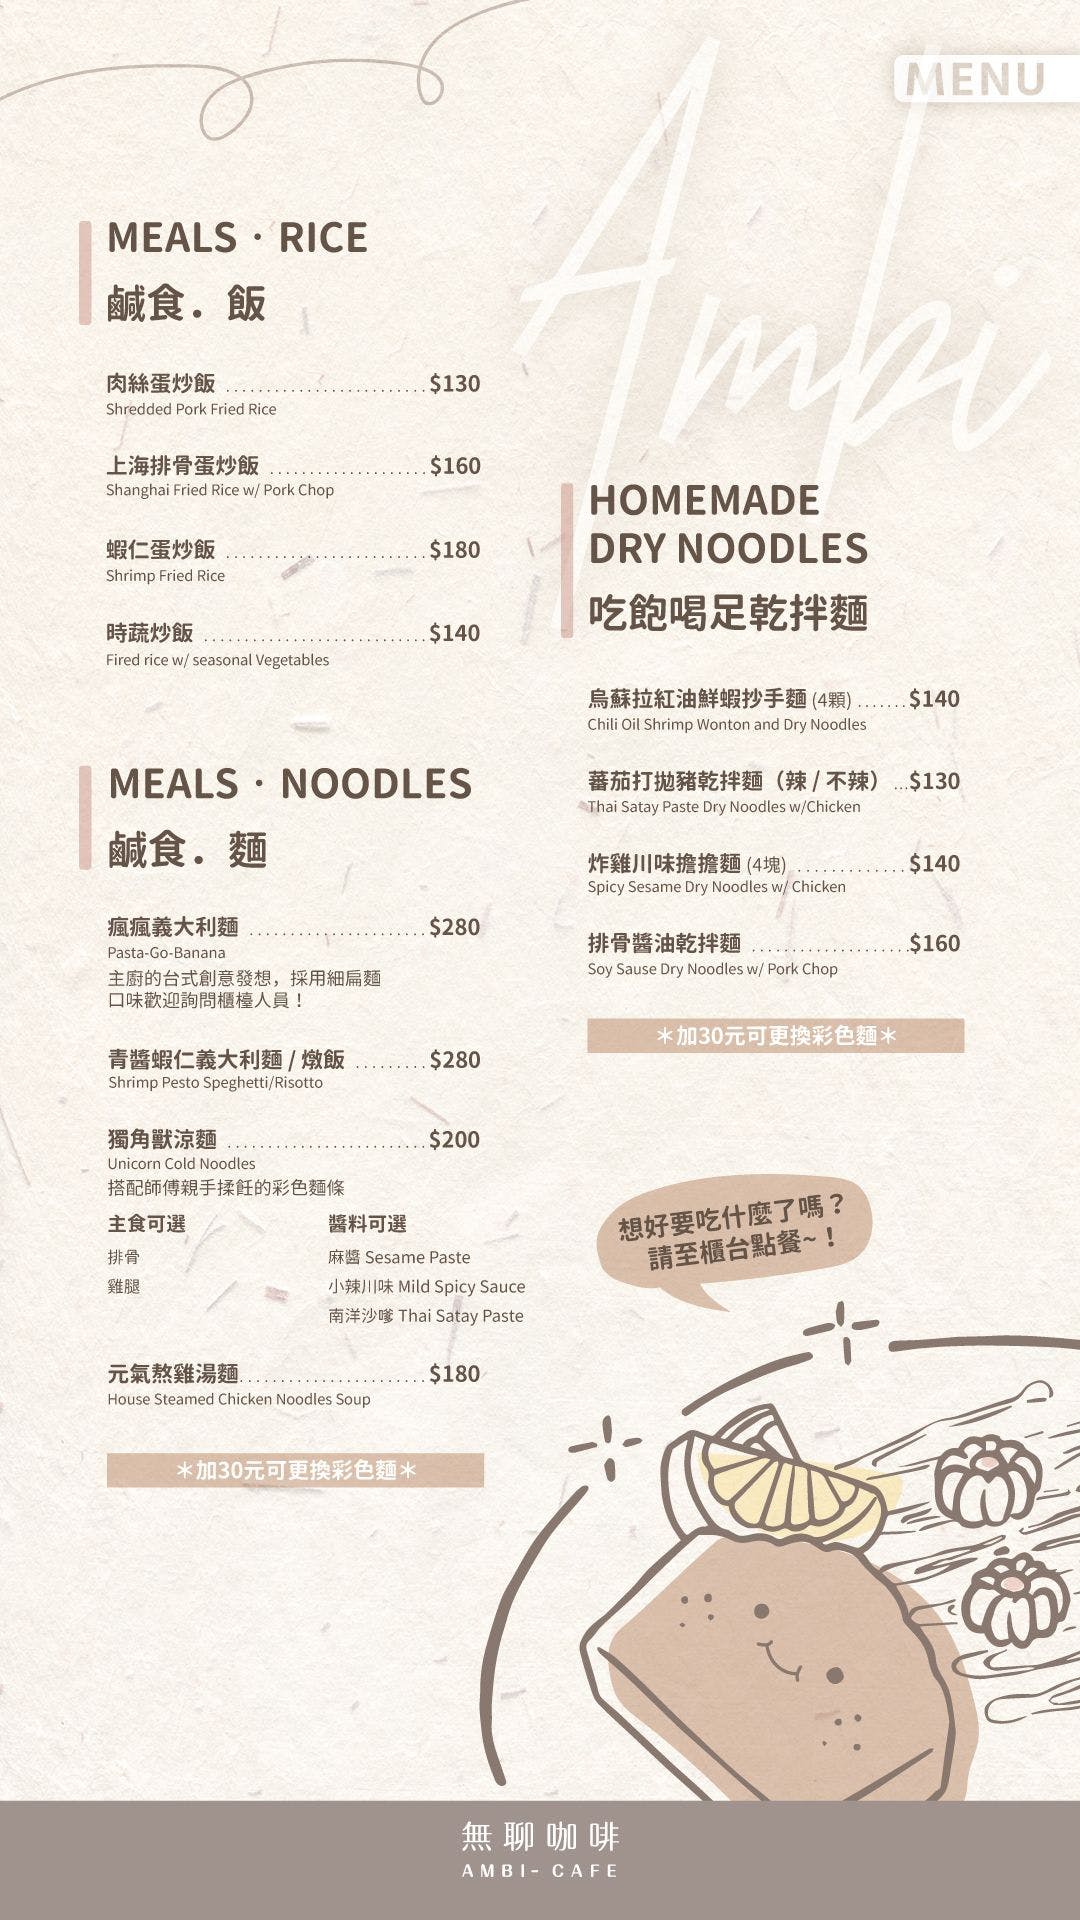 MENU
Ambi
MEALS · RICE
鹹食．飯
肉絲蛋炒飯 ........................ $130
Shredded Pork Fried Rice
上海排骨蛋炒飯 ................... $160
Shanghai Fried Rice w/ Pork Chop
蝦仁蛋炒飯 ........................ $180
Shrimp Fried Rice
時蔬炒飯 ........................... $140
Fired rice w/ seasonal Vegetables
MEALS · NOODLES
鹹食．麵
瘋瘋義大利麵 ...................... $280
Pasta-Go-Banana
主廚的台式創意發想，採用細扁麵
口味歡迎詢問櫃檯人員！
青醬蝦仁義大利麵 / 燉飯 ......... $280
Shrimp Pesto Speghetti/Risotto
獨角獸涼麵 ........................ $200
Unicorn Cold Noodles
搭配師傅親手揉飪的彩色麵條
主食可選 醬料可選
排骨 麻醬 Sesame Paste
雞腿 小辣川味 Mild Spicy Sauce
南洋沙嗲 Thai Satay Paste
元氣熬雞湯麵....................... $180
House Steamed Chicken Noodles Soup
＊加30元可更換彩色麵＊
HOMEMADE
DRY NOODLES
吃飽喝足乾拌麵
烏蘇拉紅油鮮蝦抄手麵 (4顆) ....... $140
Chili Oil Shrimp Wonton and Dry Noodles
蕃茄打拋豬乾拌麵（辣 / 不辣） ...$130
Thai Satay Paste Dry Noodles w/Chicken
炸雞川味擔擔麵 (4塊) .............. $140
Spicy Sesame Dry Noodles w/ Chicken
排骨醬油乾拌麵 ....................$160
Soy Sause Dry Noodles w/ Pork Chop
＊加30元可更換彩色麵＊
想好要吃什麼了嗎？
請至櫃台點餐~！
無聊咖啡
AMBI- CAFE